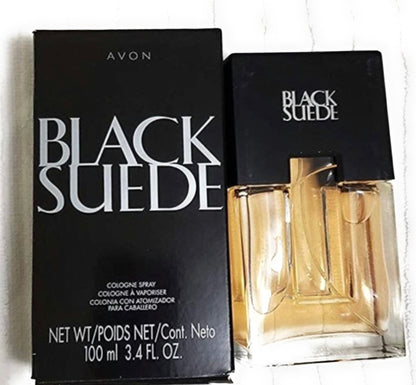 AVON
BLACK
SUEDE
COLOGNE SPRAY
COLOGNE À VAPORISER
COLONIA CON ATOMIZADOR
PARA CABALLERO
NET WT/POIDS NET/Cont. Neto
100 ml 3.4 FL. OZ.
BLACK
SUEDE